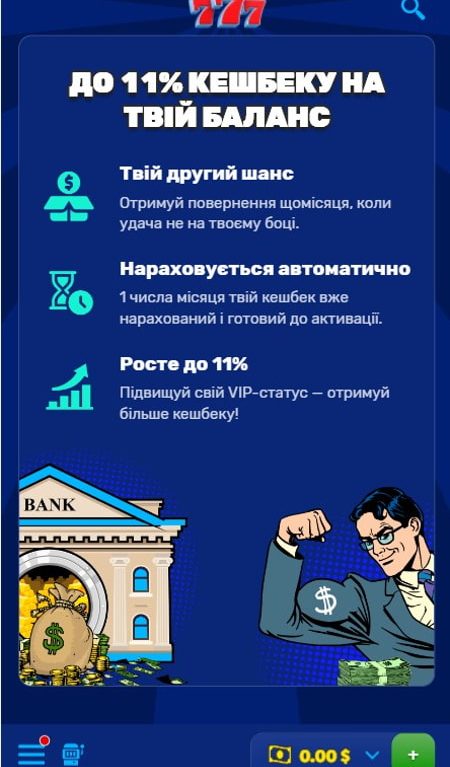 777
ДО 11% КЕШБЕКУ НА
ТВІЙ БАЛАНС
Твій другий шанс
Отримуй повернення щомісяця, коли
удача не на твоєму боці.
Нараховується автоматично
1 числа місяця твій кешбек вже
нарахований і готовий до активації.
Росте до 11%
Підвищуй свій VIP-статус — отримуй
більше кешбеку!
BANK
$
$
$
0.00 $
+